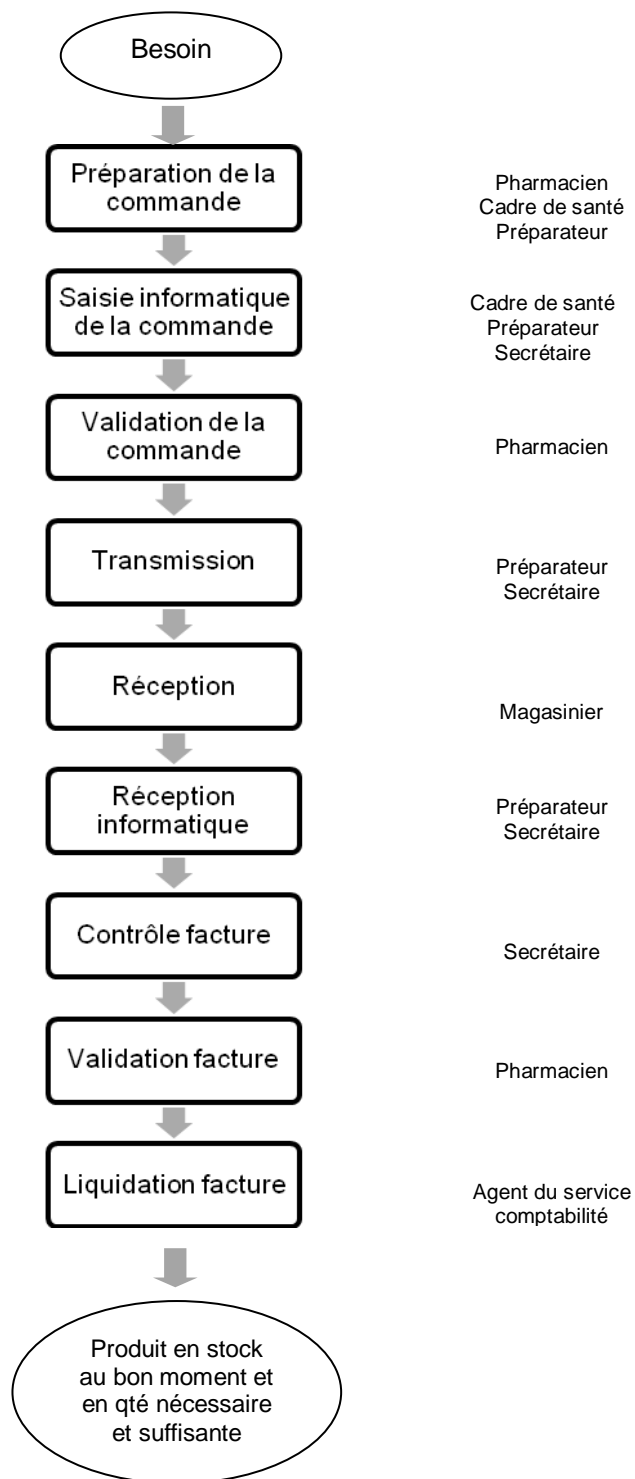 Besoin
Préparation de la
commande
Pharmacien
Cadre de santé
Préparateur
Saisie informatique
de la commande
Cadre de santé
Préparateur
Secrétaire
Validation de la
commande
Pharmacien
Transmission
Préparateur
Secrétaire
Réception
Magasinier
Réception
informatique
Préparateur
Secrétaire
Contrôle facture
Secrétaire
Validation facture
Pharmacien
Liquidation facture
Agent du service
comptabilité
Produit en stock
au bon moment et
en qté nécessaire
et suffisante